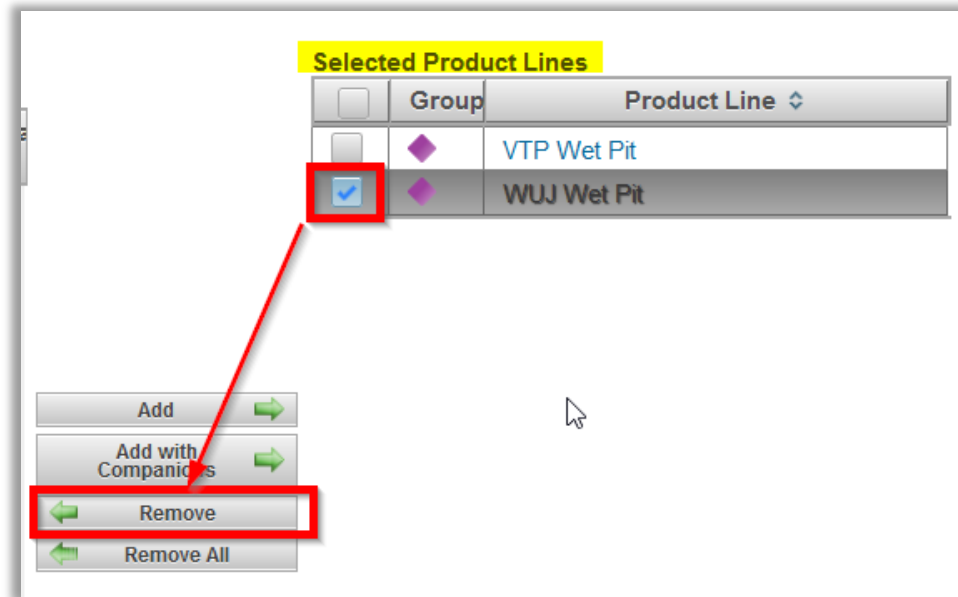 Selected Product Lines
Group Product Line
VTP Wet Pit
WUJ Wet Pit
Add
Add with
Companions
Remove
Remove All